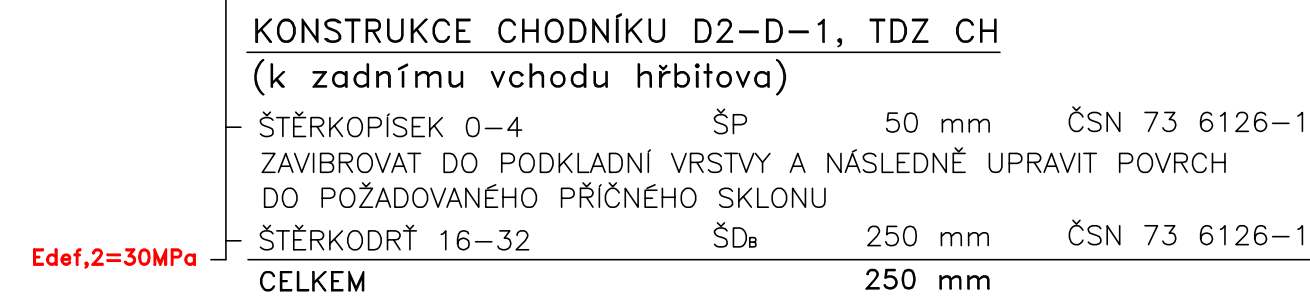 KONSTRUKCE CHODNÍKU D2-D-1, TDZ CH
(k zadnímu vchodu hřbitova)
ŠTĚRKOPÍSEK 0-4 ŠP 50 mm ČSN 73 6126-1
ZAVIBROVAT DO PODKLADNÍ VRSTVY A NÁSLEDNĚ UPRAVIT POVRCH
DO POŽADOVANÉHO PŘÍČNÉHO SKLONU
ŠTĚRKODRŤ 16-32 ŠDB 250 mm ČSN 73 6126-1
Edef,2=30MPa
CELKEM 250 mm